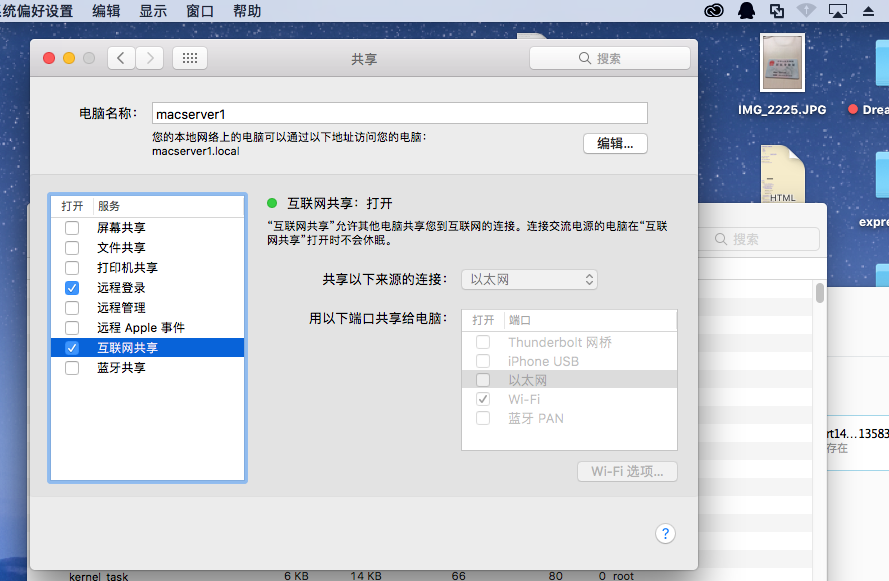 统偏好设置 编辑 显示 窗口 帮助
共享
搜索
IMG_2225.JPG
Drea
电脑名称： macserver1
您的本地网络上的电脑可以通过以下地址访问您的电脑：
macserver1.local
编辑...
HTML
expre
打开 服务
屏幕共享
文件共享
打印机共享
远程登录
远程管理
远程 Apple 事件
互联网共享
蓝牙共享
互联网共享：打开
“互联网共享”允许其他电脑共享您到互联网的连接。连接交流电源的电脑在“互
联网共享”打开时不会休眠。
共享以下来源的连接： 以太网
用以下端口共享给电脑：
打开 端口
Thunderbolt 网桥
iPhone USB
以太网
Wi-Fi
蓝牙 PAN
Wi-Fi 选项...
?
搜索
rt14...13583
存在
kernel_task 6 KB 14 KB 66 80 0 root